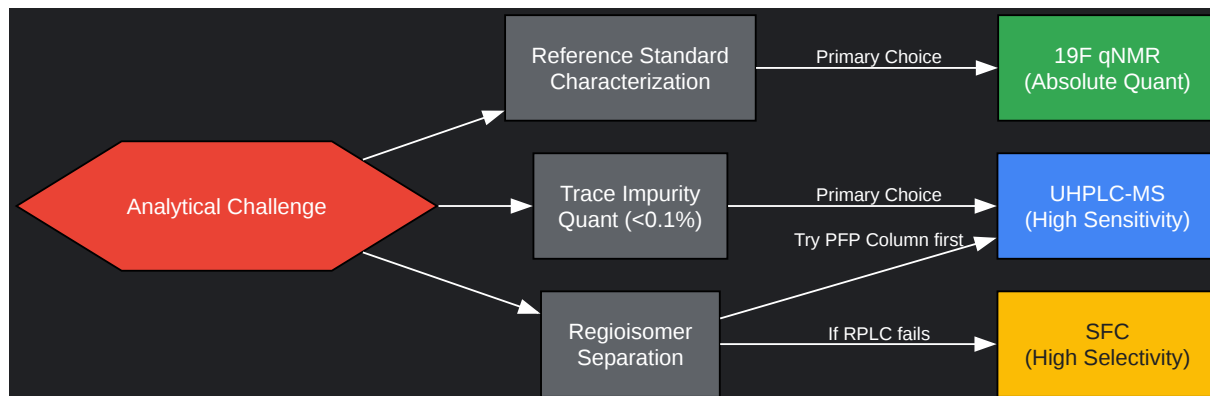 Reference Standard
Characterization
Primary Choice
19F qNMR
(Absolute Quant)
Analytical Challenge
Trace Impurity
Quant (<0.1%)
Primary Choice
UHPLC-MS
(High Sensitivity)
Try PFP Column first
Regioisomer
Separation
If RPLC fails
SFC
(High Selectivity)